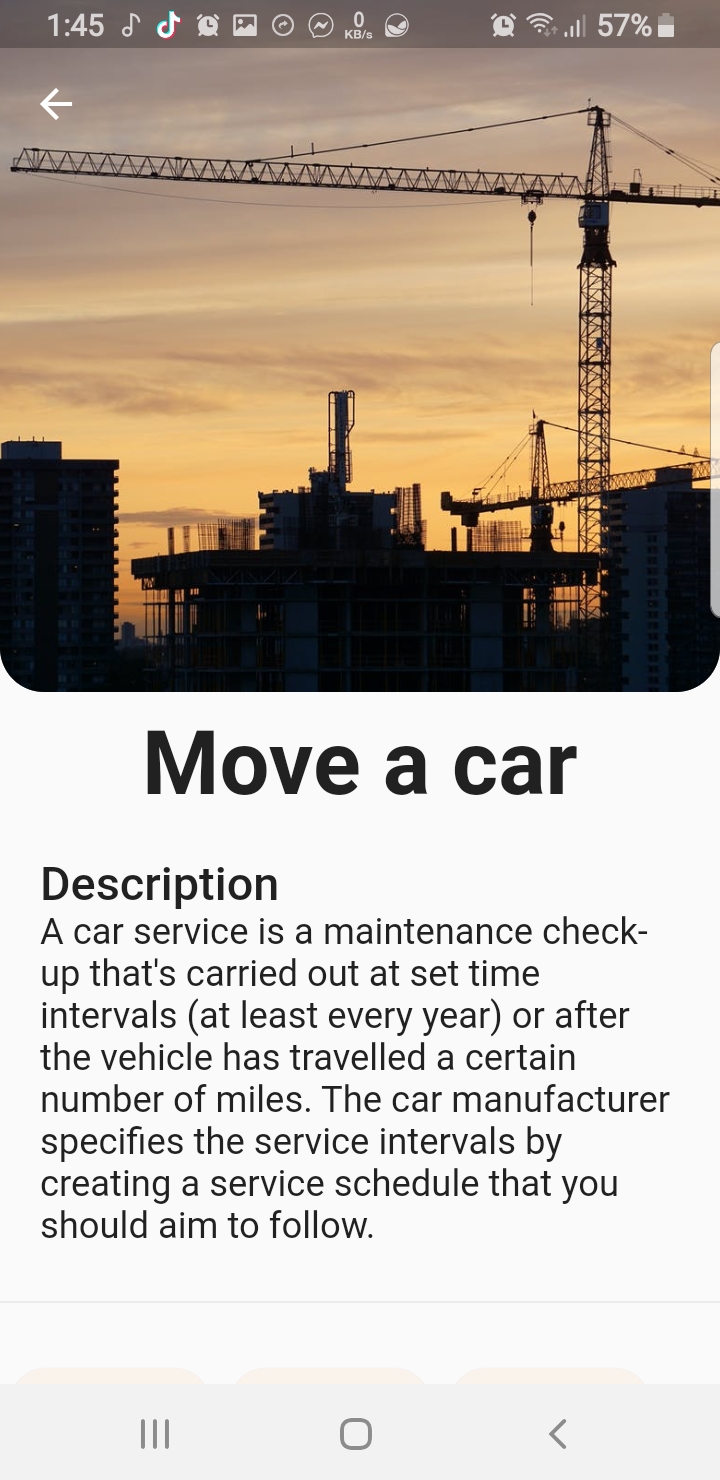 1:45
0
KB/s
57%
Move a car
Description
A car service is a maintenance check-
up that's carried out at set time
intervals (at least every year) or after
the vehicle has travelled a certain
number of miles. The car manufacturer
specifies the service intervals by
creating a service schedule that you
should aim to follow.